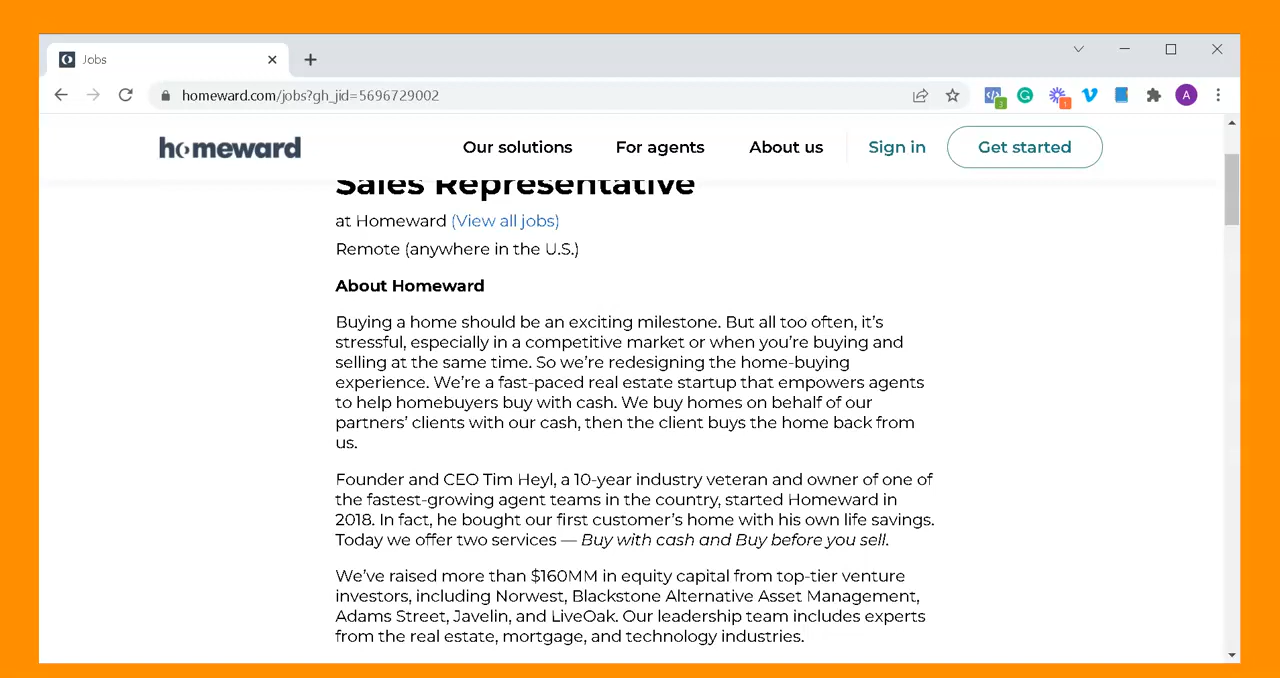 Jobs
homeward.com/jobs?gh_jid=5696729002
3
1
A
homeward
Our solutions
For agents
About us
Sign in
Get started
Sales Representative
at Homeward (View all jobs)
Remote (anywhere in the U.S.)
About Homeward
Buying a home should be an exciting milestone. But all too often, it's
stressful, especially in a competitive market or when you're buying and
selling at the same time. So we're redesigning the home-buying
experience. We're a fast-paced real estate startup that empowers agents
to help homebuyers buy with cash. We buy homes on behalf of our
partners' clients with our cash, then the client buys the home back from
us.
Founder and CEO Tim Heyl, a 10-year industry veteran and owner of one of
the fastest-growing agent teams in the country, started Homeward in
2018. In fact, he bought our first customer's home with his own life savings.
Today we offer two services — Buy with cash and Buy before you sell.
We've raised more than $160MM in equity capital from top-tier venture
investors, including Norwest, Blackstone Alternative Asset Management,
Adams Street, Javelin, and LiveOak. Our leadership team includes experts
from the real estate, mortgage, and technology industries.